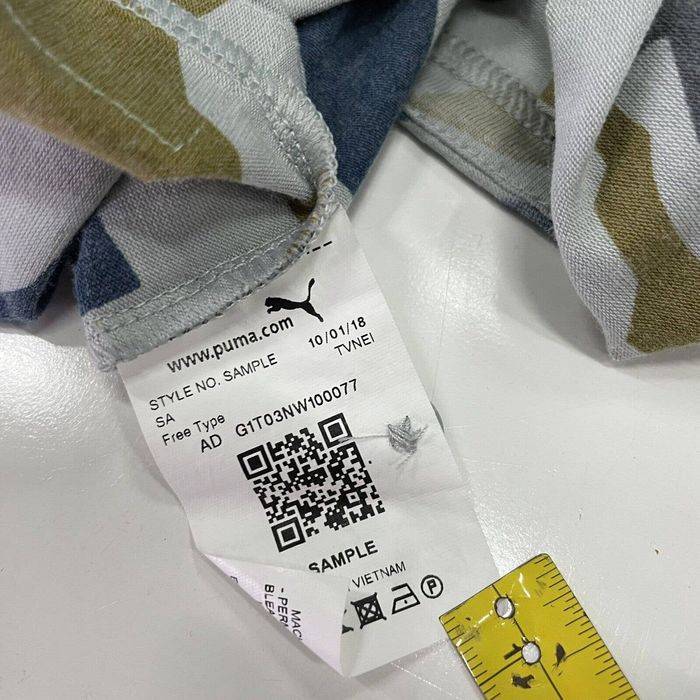 www.puma.com
STYLE NO. SAMPLE 10/01/18
SA TVNEI
Free Type
AD G1T03NW100077
SAMPLE
VIETNAM